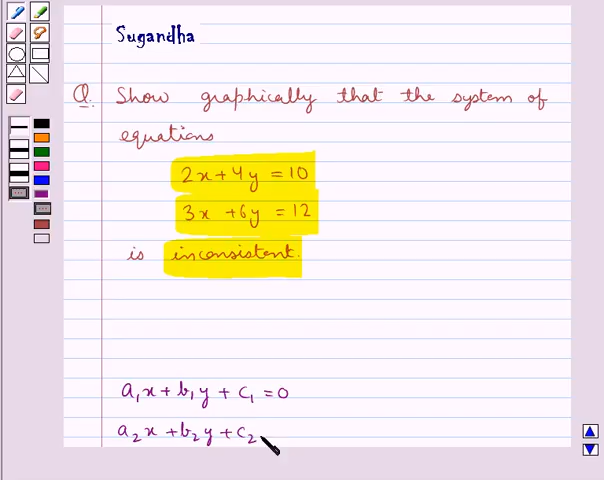 Sugandha
Q. Show graphically that the system of
equations
2x + 4y = 10
3x + 6y = 12
is inconsistent.
a₁x + b₁y + c₁ = 0
a₂x + b₂y + c₂